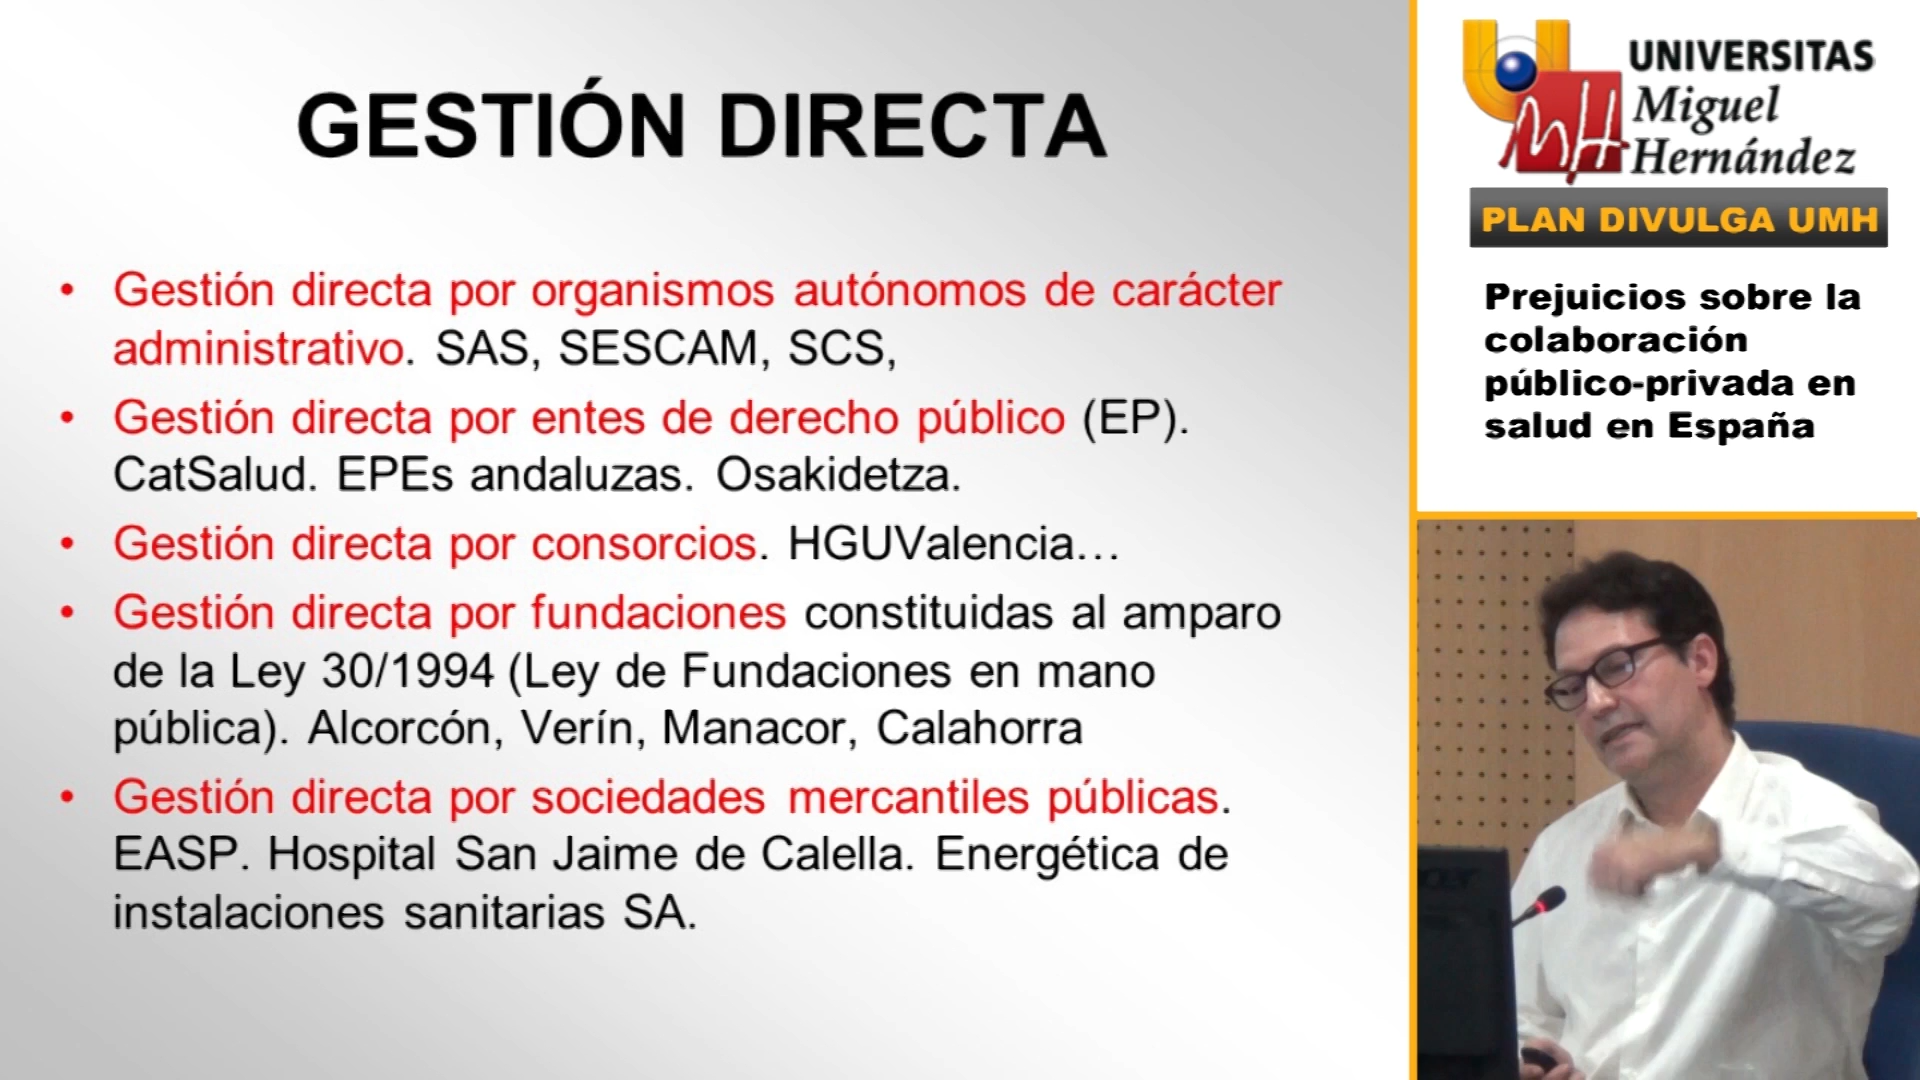 GESTIÓN DIRECTA
• Gestión directa por organismos autónomos de carácter
administrativo. SAS, SESCAM, SCS,
• Gestión directa por entes de derecho público (EP).
CatSalud. EPEs andaluzas. Osakidetza.
• Gestión directa por consorcios. HGUValencia…
• Gestión directa por fundaciones constituidas al amparo
de la Ley 30/1994 (Ley de Fundaciones en mano
pública). Alcorcón, Verín, Manacor, Calahorra
• Gestión directa por sociedades mercantiles públicas.
EASP. Hospital San Jaime de Calella. Energética de
instalaciones sanitarias SA.
UNIVERSITAS
Miguel
Hernández
UMH
PLAN DIVULGA UMH
Prejuicios sobre la
colaboración
público-privada en
salud en España